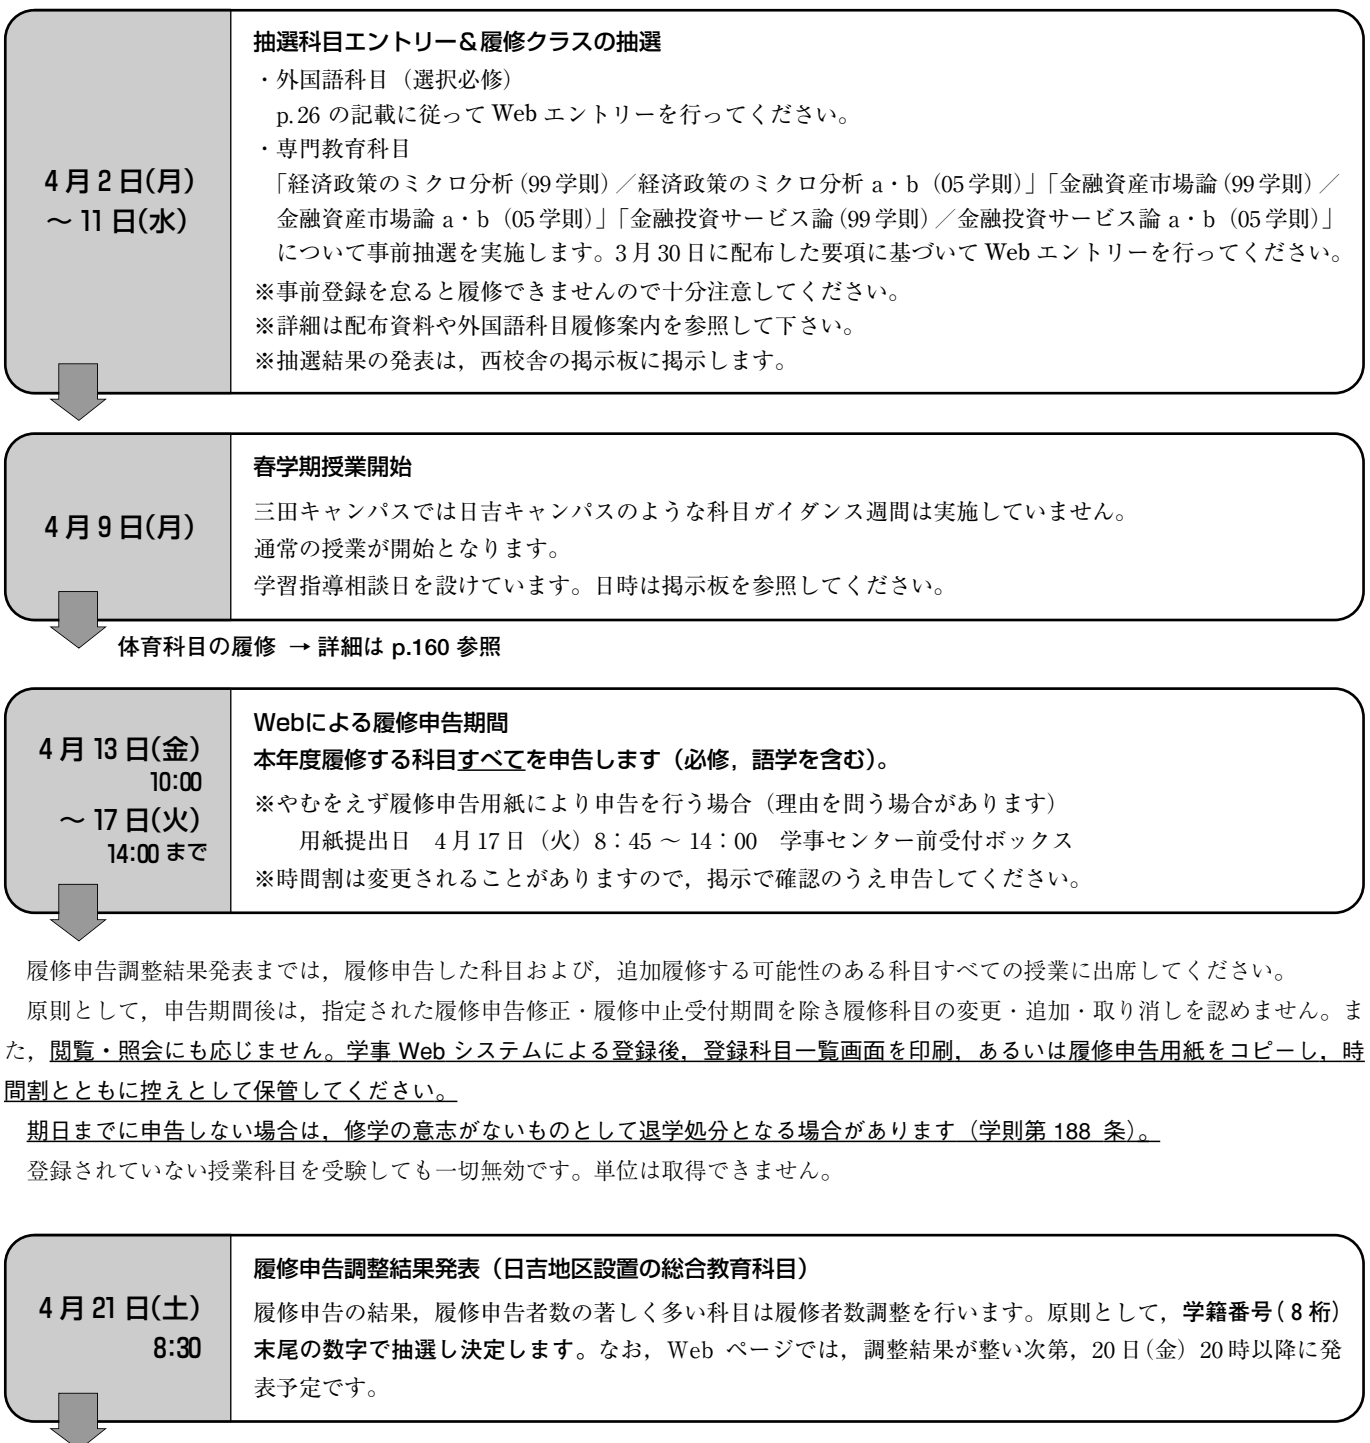 4月2日(月)
～ 11 日(水)
抽選科目エントリー＆履修クラスの抽選
・外国語科目（選択必修）
p.26 の記載に従って Web エントリーを行ってください。
・専門教育科目
「経済政策のミクロ分析（99 学則）／経済政策のミクロ分析 a・b（05 学則）」「金融資産市場論（99 学則）／
金融資産市場論 a・b（05 学則）」「金融投資サービス論（99 学則）／金融投資サービス論 a・b（05 学則）」
について事前抽選を実施します。3 月 30 日に配布した要項に基づいて Web エントリーを行ってください。
※事前登録を怠ると履修できませんので十分注意してください。
※詳細は配布資料や外国語科目履修案内を参照して下さい。
※抽選結果の発表は，西校舎の掲示板に掲示します。
4月9日(月)
春学期授業開始
三田キャンパスでは日吉キャンパスのような科目ガイダンス週間は実施していません。
通常の授業が開始となります。
学習指導相談日を設けています。日時は掲示板を参照してください。
体育科目の履修 → 詳細は p.160 参照
4月13日(金)
10:00
～ 17 日(火)
14:00 まで
Webによる履修申告期間
本年度履修する科目すべてを申告します（必修，語学を含む）。
※やむをえず履修申告用紙により申告を行う場合（理由を問う場合があります）
用紙提出日　4 月 17 日（火）8：45 ～ 14：00　学事センター前受付ボックス
※時間割は変更されることがありますので，掲示で確認のうえ申告してください。
履修申告調整結果発表までは，履修申告した科目および，追加履修する可能性のある科目すべての授業に出席してください。
原則として，申告期間後は，指定された履修申告修正・履修中止受付期間を除き履修科目の変更・追加・取り消しを認めません。ま
た，閲覧・照会にも応じません。学事 Web システムによる登録後，登録科目一覧画面を印刷，あるいは履修申告用紙をコピーし，時
間割とともに控えとして保管してください。
期日までに申告しない場合は，修学の意志がないものとして退学処分となる場合があります（学則第 188 条）。
登録されていない授業科目を受験しても一切無効です。単位は取得できません。
4月21日(土)
8:30
履修申告調整結果発表（日吉地区設置の総合教育科目）
履修申告の結果，履修申告者数の著しく多い科目は履修者数調整を行います。原則として，学籍番号（8 桁）
末尾の数字で抽選し決定します。なお，Web ページでは，調整結果が整い次第，20 日（金）20 時以降に発
表予定です。